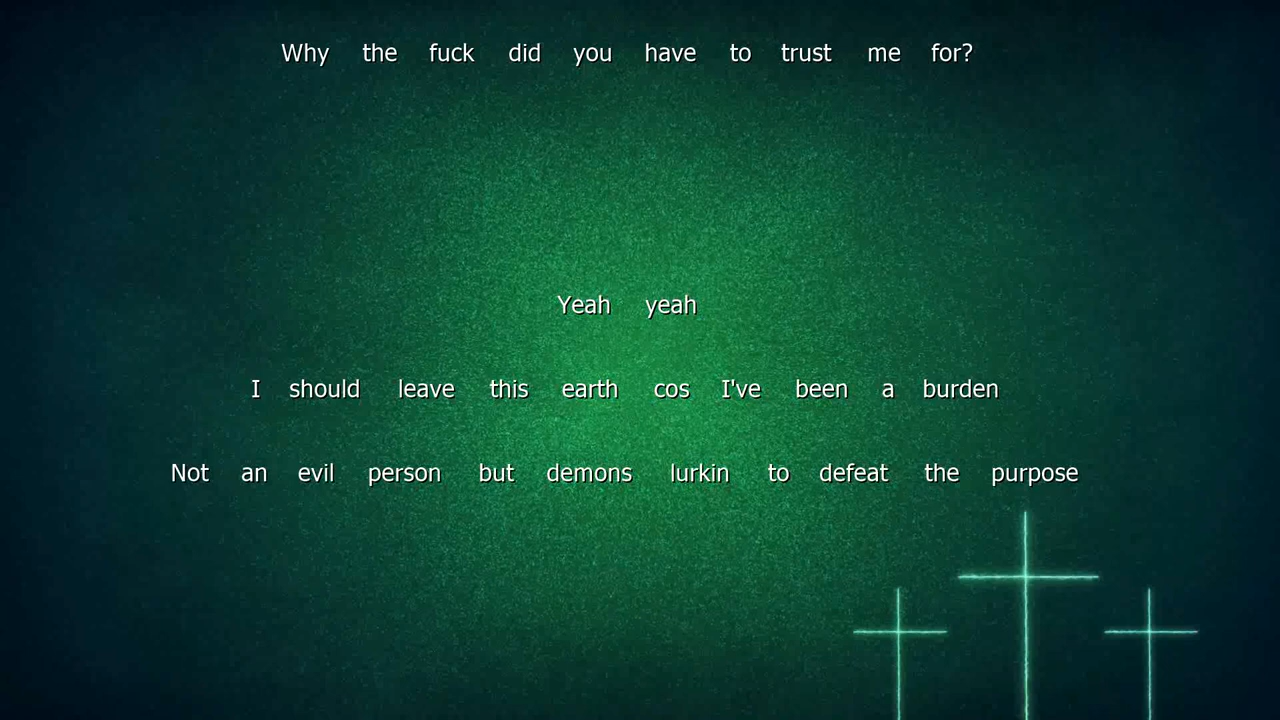 Why the fuck did you have to trust me for?
Yeah yeah
I should leave this earth cos I've been a burden
Not an evil person but demons lurkin to defeat the purpose